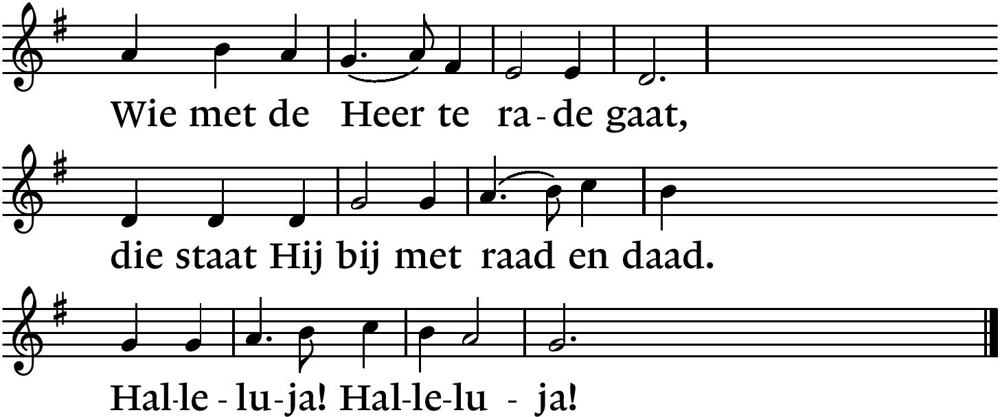 Wie met de Heer te ra - de gaat,
die staat Hij bij met raad en daad.
Hal - le - lu - ja! Hal - le - lu - ja!